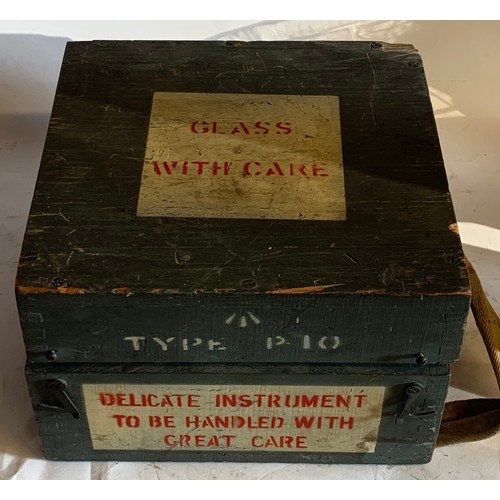 GLASS
WITH CARE
TYPE P10
DELICATE INSTRUMENT
TO BE HANDLED WITH
GREAT CARE